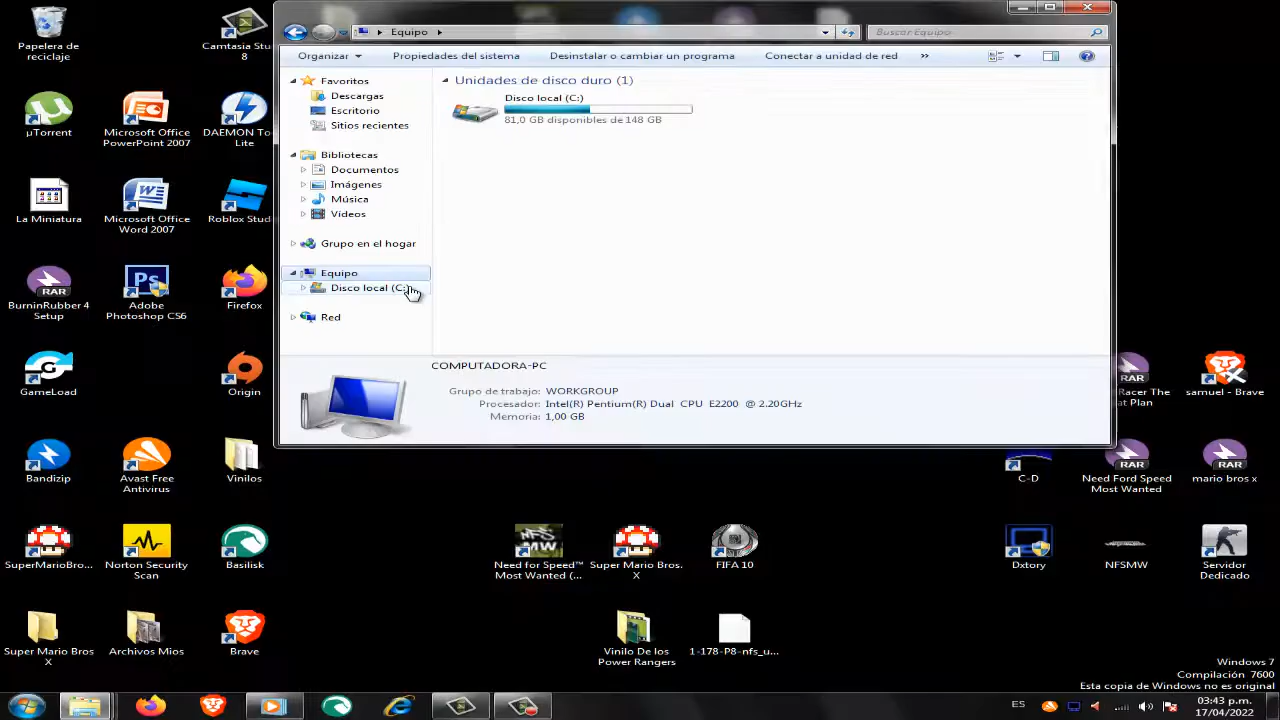 Papelera de
reciclaje
Camtasia Stu
8
µTorrent
Microsoft Office
PowerPoint 2007
DAEMON To
Lite
La Miniatura
Microsoft Office
Word 2007
Roblox Stud
BurninRubber 4
Setup
Adobe
Photoshop CS6
Firefox
GameLoad
Origin
Bandizip
Avast Free
Antivirus
Vinilos
SuperMarioBro...
Norton Security
Scan
Basilisk
Super Mario Bros
X
Archivos Mios
Brave
Equipo
Buscar Equipo
Organizar
Propiedades del sistema
Desinstalar o cambiar un programa
Conectar a unidad de red
»
Favoritos
Descargas
Escritorio
Sitios recientes
Bibliotecas
Documentos
Imágenes
Música
Vídeos
Grupo en el hogar
Equipo
Disco local (C:)
Red
Unidades de disco duro (1)
Disco local (C:)
81,0 GB disponibles de 148 GB
COMPUTADORA-PC
Grupo de trabajo: WORKGROUP
Procesador: Intel(R) Pentium(R) Dual CPU E2200 @ 2.20GHz
Memoria: 1,00 GB
Need for Speed™
Most Wanted (...
Super Mario Bros.
X
FIFA 10
Vinilo De los
Power Rangers
1-178-P8-nfs_u...
RAR
Racer The
t Plan
samuel - Brave
C-D
Need Ford Speed
Most Wanted
mario bros x
Dxtory
NFSMW
Servidor
Dedicado
Windows 7
Compilación 7600
Esta copia de Windows no es original
ES
03:43 p.m.
17/04/2022